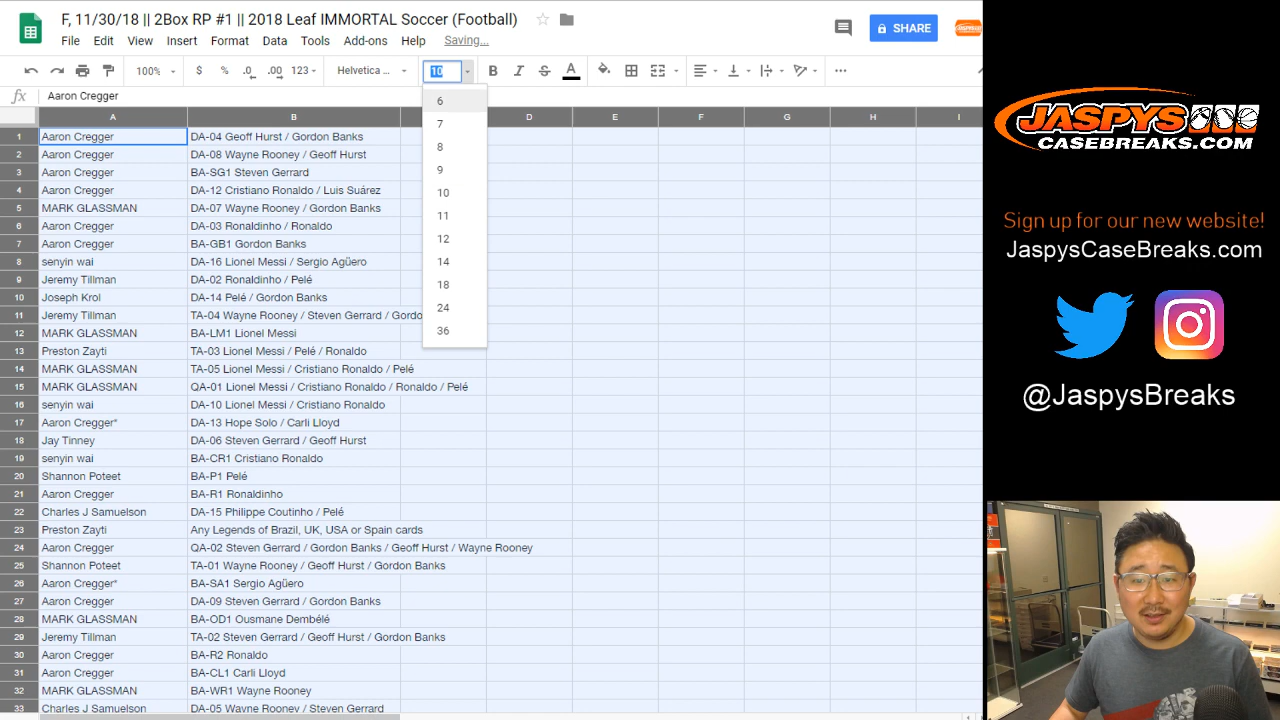 F, 11/30/18 || 2Box RP #1 || 2018 Leaf IMMORTAL Soccer (Football)
File Edit View Insert Format Data Tools Add-ons Help Saving...
SHARE
100% $ % .0 .00 123 Helvetica ... 10 B I S A
fx Aaron Cregger
A B D E F G H I
1 Aaron Cregger DA-04 Geoff Hurst / Gordon Banks
2 Aaron Cregger DA-08 Wayne Rooney / Geoff Hurst
3 Aaron Cregger BA-SG1 Steven Gerrard
4 Aaron Cregger DA-12 Cristiano Ronaldo / Luis Suárez
5 MARK GLASSMAN DA-07 Wayne Rooney / Gordon Banks
6 Aaron Cregger DA-03 Ronaldinho / Ronaldo
7 Aaron Cregger BA-GB1 Gordon Banks
8 senyin wai DA-16 Lionel Messi / Sergio Agüero
9 Jeremy Tillman DA-02 Ronaldinho / Pelé
10 Joseph Krol DA-14 Pelé / Gordon Banks
11 Jeremy Tillman TA-04 Wayne Rooney / Steven Gerrard / Gordo
12 MARK GLASSMAN BA-LM1 Lionel Messi
13 Preston Zayti TA-03 Lionel Messi / Pelé / Ronaldo
14 MARK GLASSMAN TA-05 Lionel Messi / Cristiano Ronaldo / Pelé
15 MARK GLASSMAN QA-01 Lionel Messi / Cristiano Ronaldo / Ronaldo / Pelé
16 senyin wai DA-10 Lionel Messi / Cristiano Ronaldo
17 Aaron Cregger* DA-13 Hope Solo / Carli Lloyd
18 Jay Tinney DA-06 Steven Gerrard / Geoff Hurst
19 senyin wai BA-CR1 Cristiano Ronaldo
20 Shannon Poteet BA-P1 Pelé
21 Aaron Cregger BA-R1 Ronaldinho
22 Charles J Samuelson DA-15 Philippe Coutinho / Pelé
23 Preston Zayti Any Legends of Brazil, UK, USA or Spain cards
24 Aaron Cregger QA-02 Steven Gerrard / Gordon Banks / Geoff Hurst / Wayne Rooney
25 Shannon Poteet TA-01 Wayne Rooney / Geoff Hurst / Gordon Banks
26 Aaron Cregger* BA-SA1 Sergio Agüero
27 Aaron Cregger DA-09 Steven Gerrard / Gordon Banks
28 MARK GLASSMAN BA-OD1 Ousmane Dembélé
29 Jeremy Tillman TA-02 Steven Gerrard / Geoff Hurst / Gordon Banks
30 Aaron Cregger BA-R2 Ronaldo
31 Aaron Cregger BA-CL1 Carli Lloyd
32 MARK GLASSMAN BA-WR1 Wayne Rooney
33 Charles J Samuelson DA-05 Wayne Rooney / Steven Gerrard
6
7
8
9
10
11
12
14
18
24
36
JASPYS
CASEBREAKS.COM
Sign up for our new website!
JaspysCaseBreaks.com
@JaspysBreaks